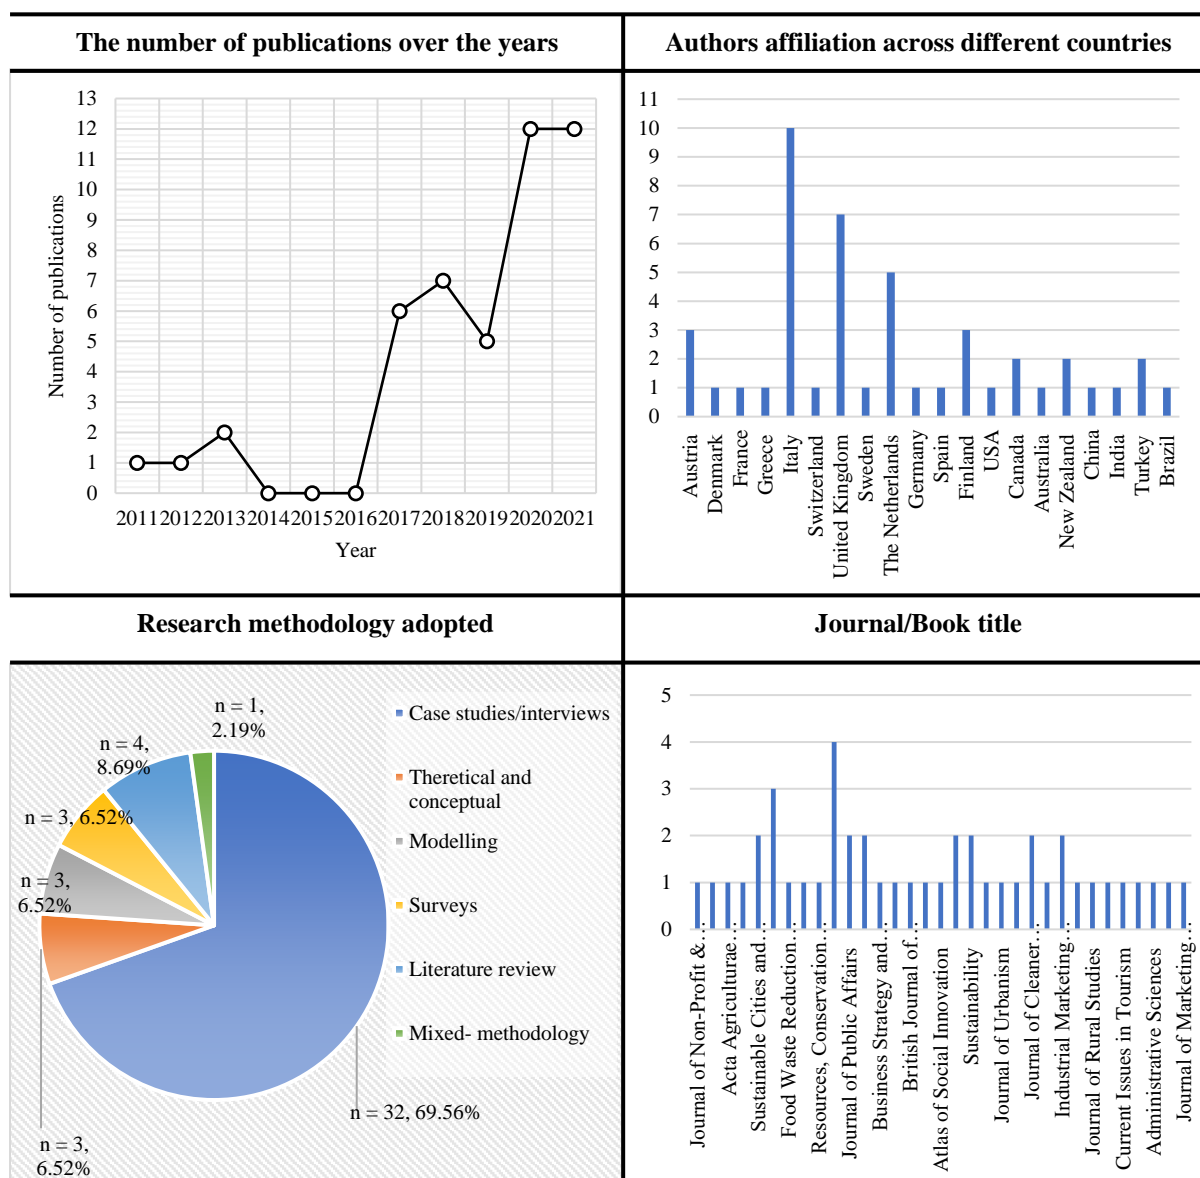 The number of publications over the years
Authors affiliation across different countries
13
12
11
10
9
8
7
6
5
4
3
2
1
0
Number of publications
2011 2012 2013 2014 2015 2016 2017 2018 2019 2020 2021
Year
11
10
9
8
7
6
5
4
3
2
1
0
Austria
Denmark
France
Greece
Italy
Switzerland
United Kingdom
Sweden
The Netherlands
Germany
Spain
Finland
USA
Canada
Australia
New Zealand
China
India
Turkey
Brazil
Research methodology adopted
Journal/Book title
n = 1,
2.19%
n = 4,
8.69%
n = 3, 6.52%
n = 3,
6.52%
n = 3,
6.52%
n = 32, 69.56%
Case studies/interviews
Theretical and
conceptual
Modelling
Surveys
Literature review
Mixed- methodology
5
4
3
2
1
0
Journal of Non-Profit &…
Acta Agriculturae…
Sustainable Cities and…
Food Waste Reduction…
Resources, Conservation…
Journal of Public Affairs
Business Strategy and…
British Journal of…
Atlas of Social Innovation
Sustainability
Journal of Urbanism
Journal of Cleaner…
Industrial Marketing…
Journal of Rural Studies
Current Issues in Tourism
Administrative Sciences
Journal of Marketing…